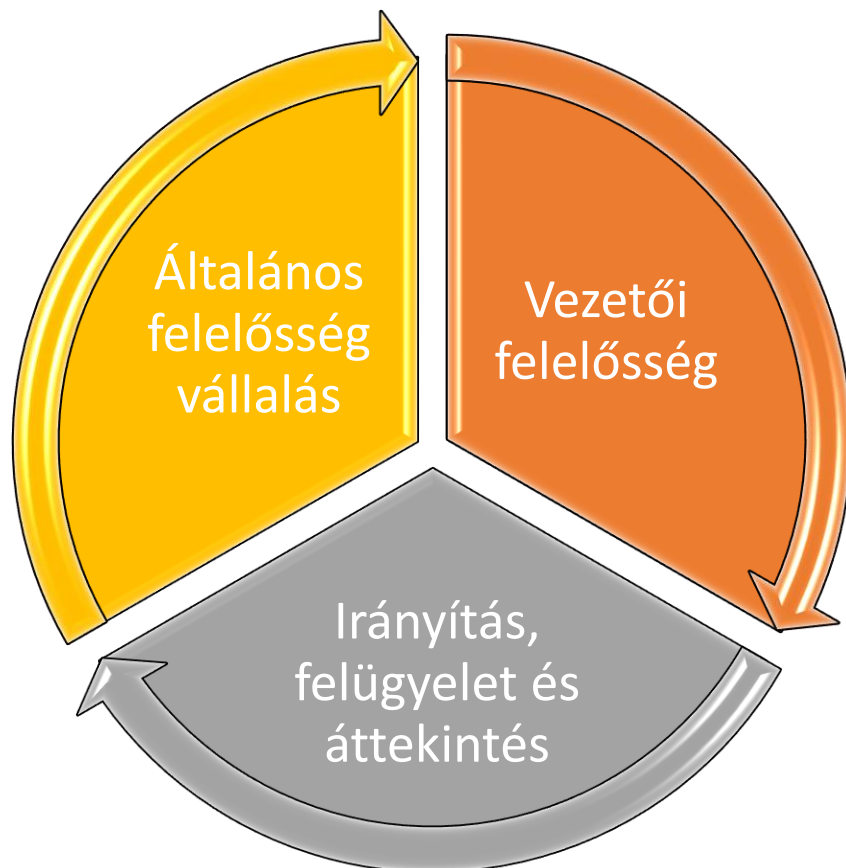 Általános
felelősség
vállalás
Vezetői
felelősség
Irányítás,
felügyelet és
áttekintés